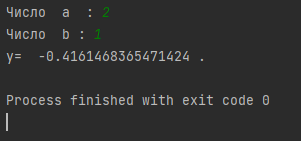 Число  a  : 2
Число  b : 1
y=  -0.4161468365471424 .
Process finished with exit code 0